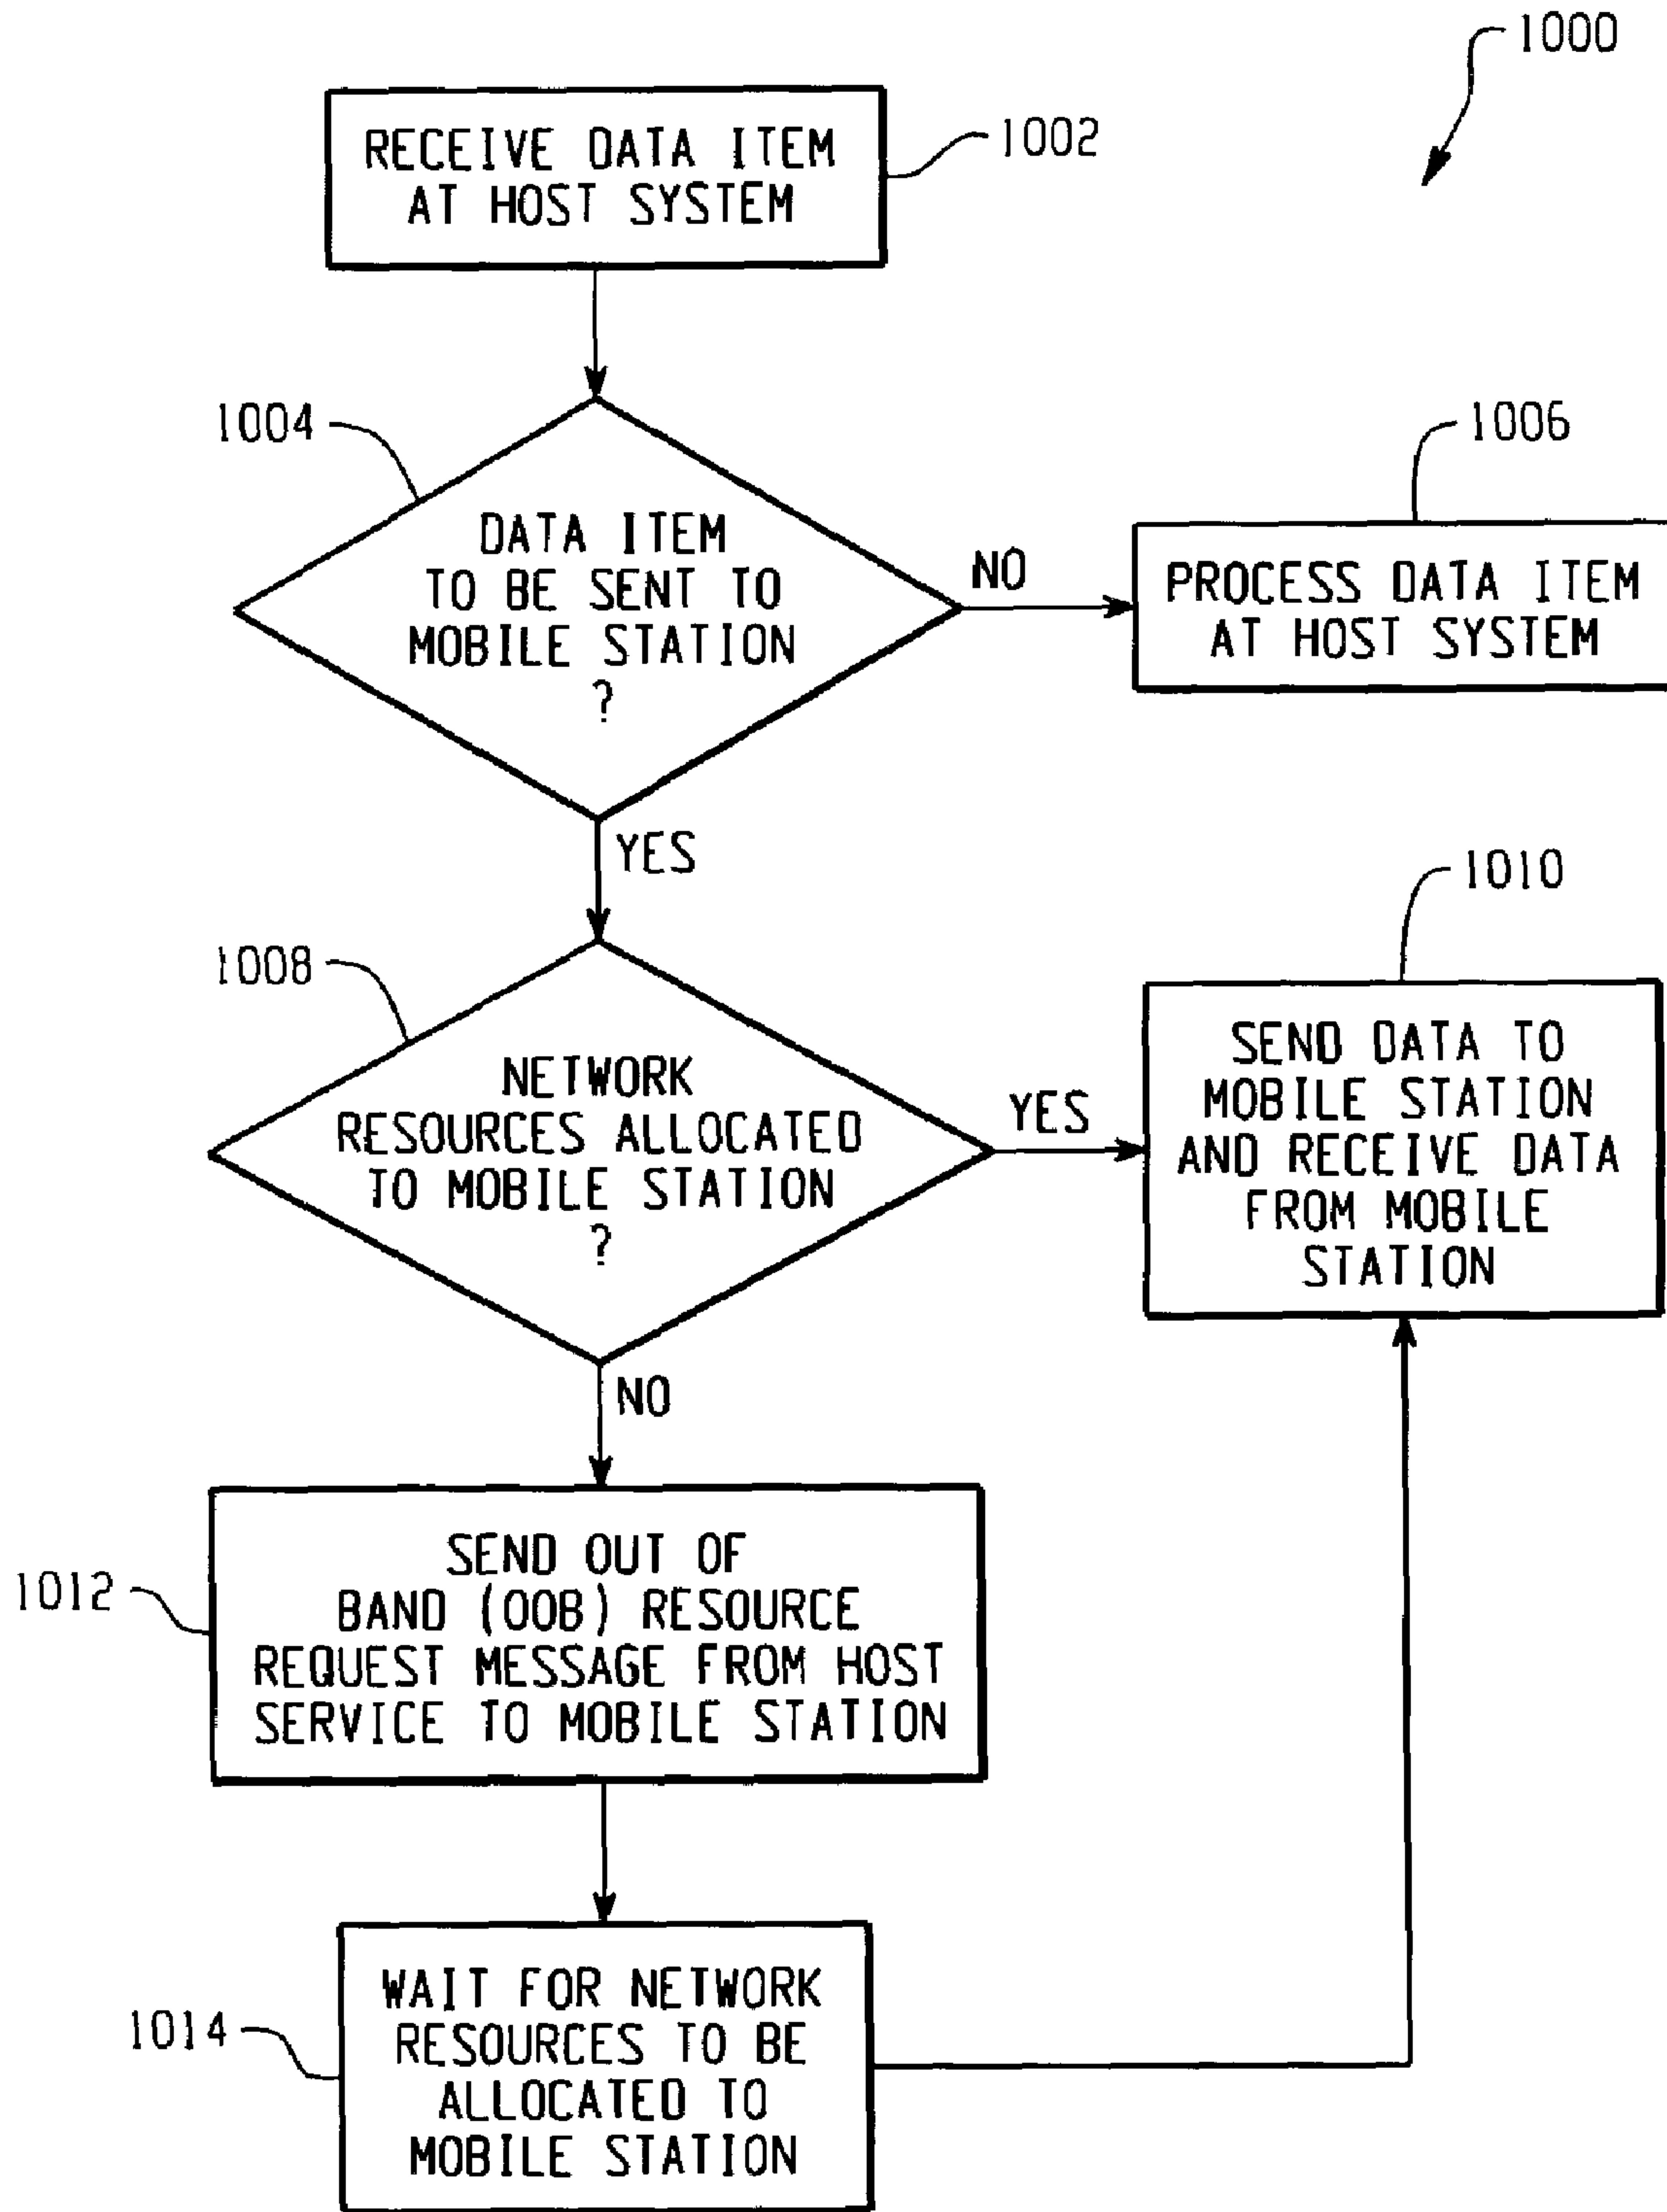 1000
RECEIVE DATA ITEM
AT HOST SYSTEM
1002
1004
DATA ITEM
TO BE SENT TO
MOBILE STATION
?
NO
1006
PROCESS DATA ITEM
AT HOST SYSTEM
YES
1008
NETWORK
RESOURCES ALLOCATED
TO MOBILE STATION
?
YES
1010
SEND DATA TO
MOBILE STATION
AND RECEIVE DATA
FROM MOBILE
STATION
NO
1012
SEND OUT OF
BAND (OOB) RESOURCE
REQUEST MESSAGE FROM HOST
SERVICE TO MOBILE STATION
1014
WAIT FOR NETWORK
RESOURCES TO BE
ALLOCATED TO
MOBILE STATION